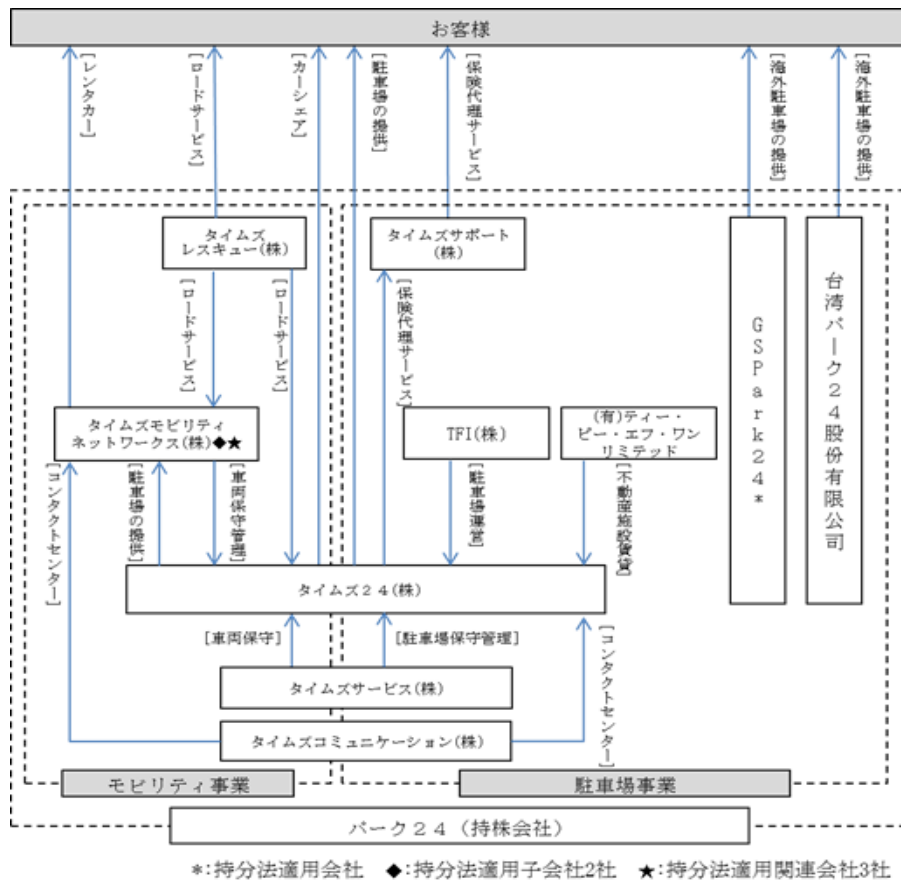 お客様
[レンタカー]
[ロードサービス]
[カーシェア]
[駐車場の提供]
[保険代理サービス]
[海外駐車場の提供]
[海外駐車場の提供]
タイムズ
レスキュー(株)
タイムズサポート
(株)
GSPark24*
台湾パーク24股份有限公司
[ロードサービス]
[ロードサービス]
[保険代理サービス]
タイムズモビリティ
ネットワークス(株)◆★
TFI(株)
(有)ティー・
ピー・エフ・ワン
リミテッド
[コンタクトセンター]
[駐車場の提供]
[車両保守管理]
[駐車場運営]
[不動産施設賃貸]
タイムズ24(株)
[車両保守]
[駐車場保守管理]
[コンタクトセンター]
タイムズサービス(株)
タイムズコミュニケーション(株)
モビリティ事業
駐車場事業
パーク24（持株会社）
*:持分法適用会社　◆:持分法適用子会社2社　★:持分法適用関連会社3社